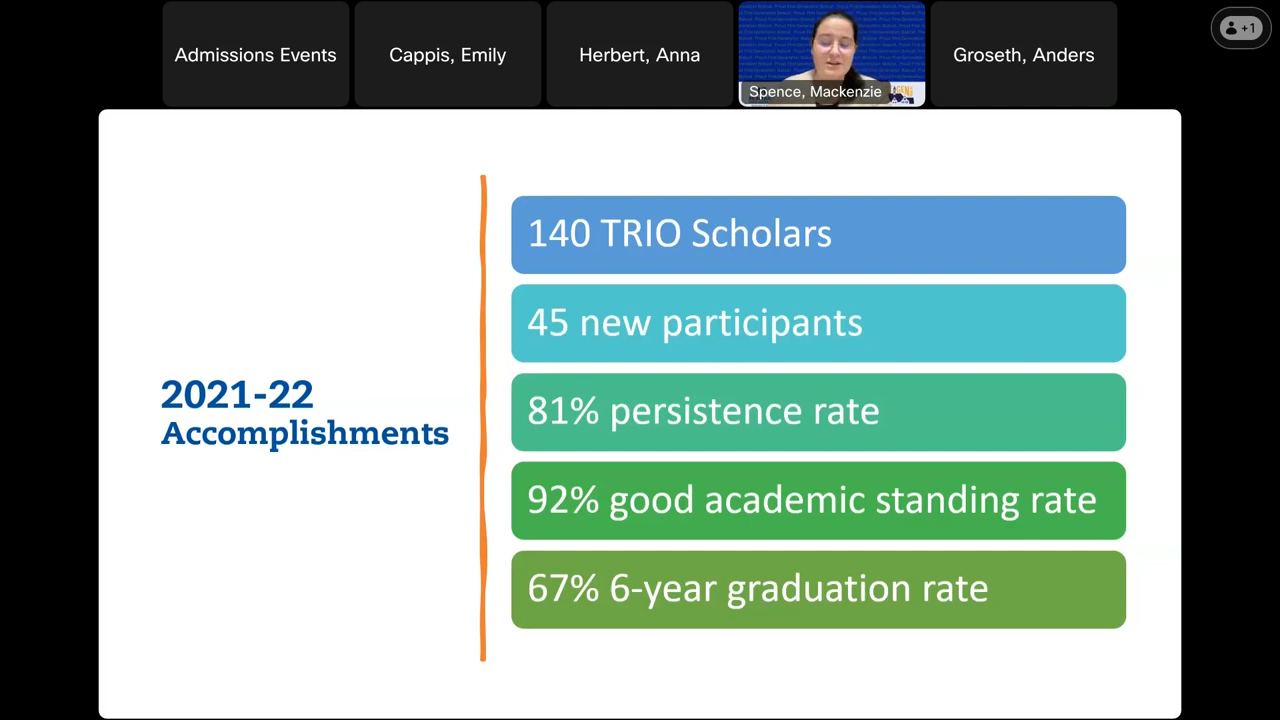 Admissions Events
Cappis, Emily
Herbert, Anna
Spence, Mackenzie
Groseth, Anders
+1
2021-22
Accomplishments
140 TRIO Scholars
45 new participants
81% persistence rate
92% good academic standing rate
67% 6-year graduation rate